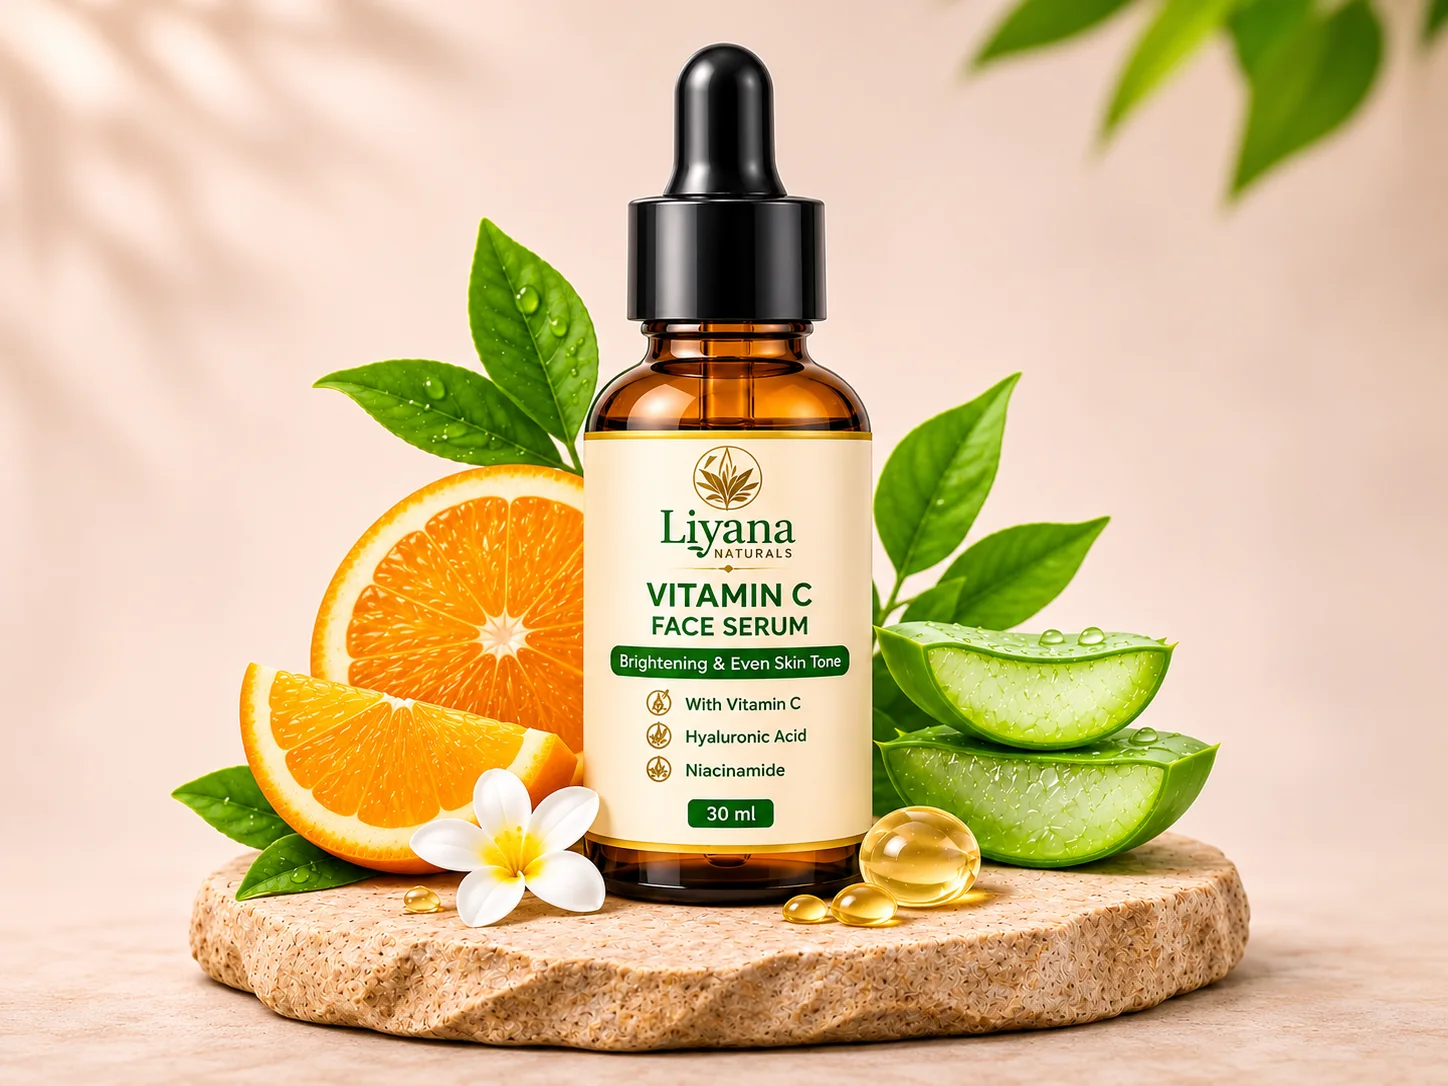 Liyana
NATURALS
VITAMIN C
FACE SERUM
Brightening & Even Skin Tone
With Vitamin C
Hyaluronic Acid
Niacinamide
30 ml